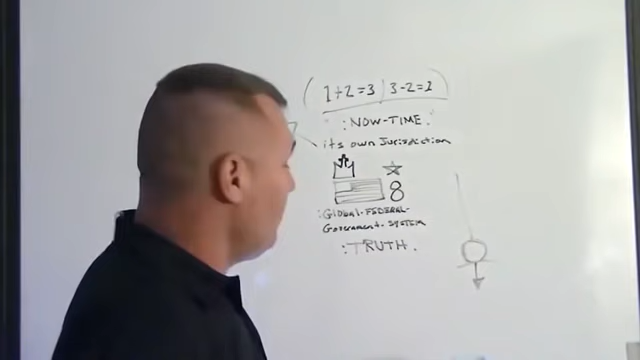 (1+2=3)3-2=1)
:NOW-TIME.
its own Jurisdiction
8
:Global-FEDERAL-
Government-SYSTEM
:TRUTH.